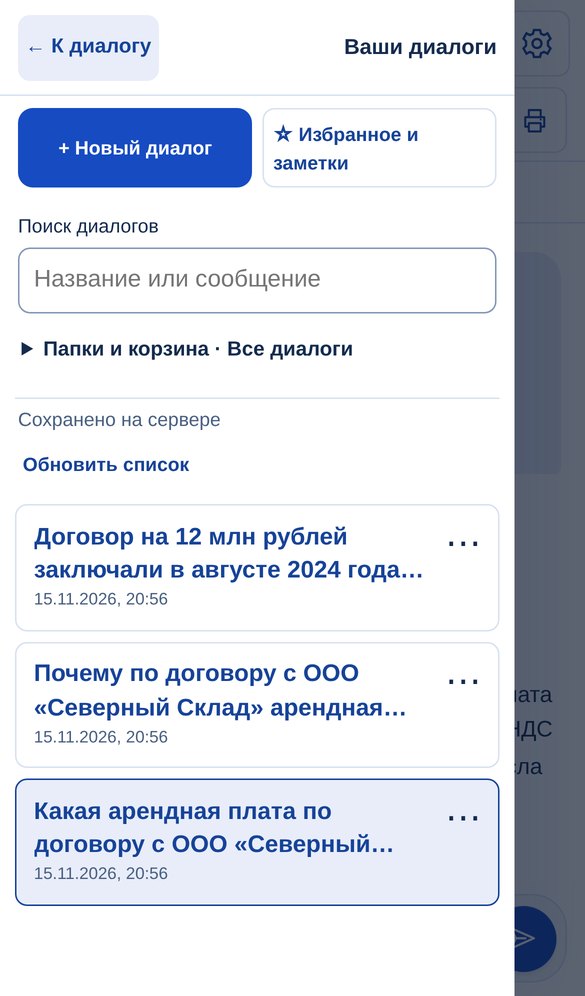 ← К диалогу
Ваши диалоги
+ Новый диалог
☆ Избранное и
заметки
Поиск диалогов
Название или сообщение
▶ Папки и корзина · Все диалоги
Сохранено на сервере
Обновить список
Договор на 12 млн рублей
заключали в августе 2024 года…
15.11.2026, 20:56
Почему по договору с ООО
«Северный Склад» арендная…
15.11.2026, 20:56
Какая арендная плата по
договору с ООО «Северный…
15.11.2026, 20:56